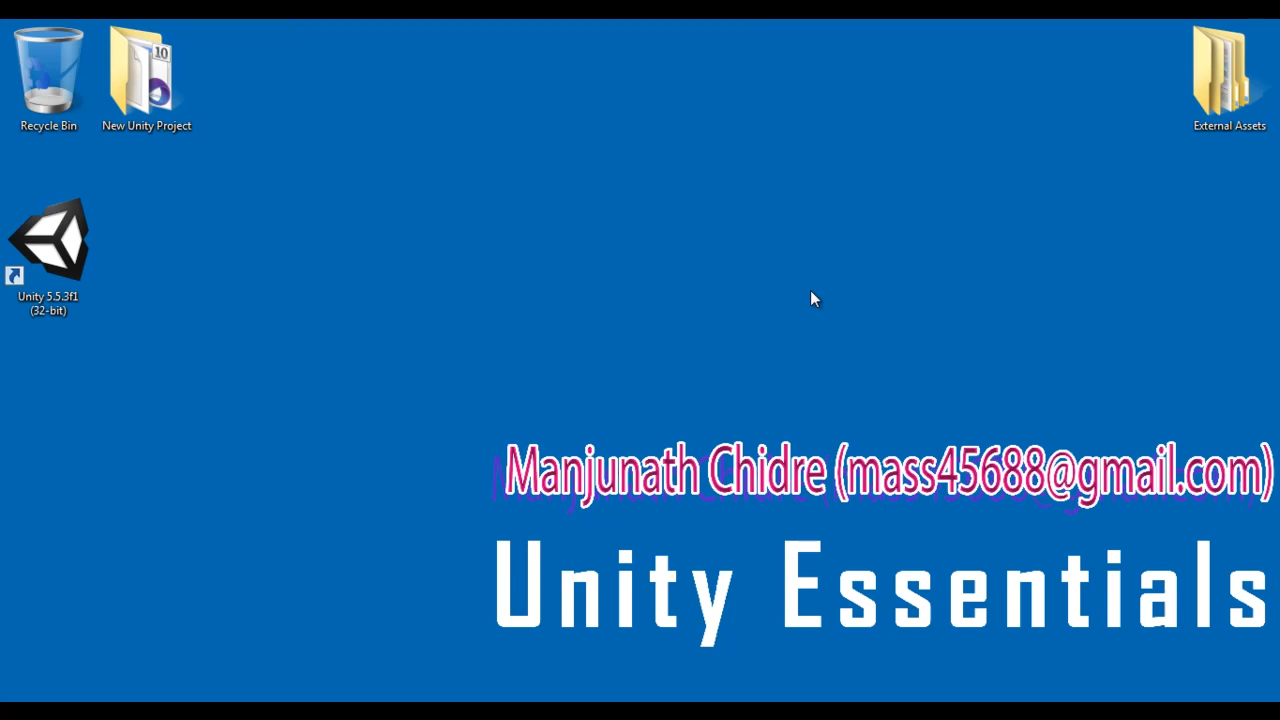 Recycle Bin
New Unity Project
10
External Assets
Unity 5.5.3f1
(32-bit)
Manjunath Chidre (mass45688@gmail.com)
Unity Essentials